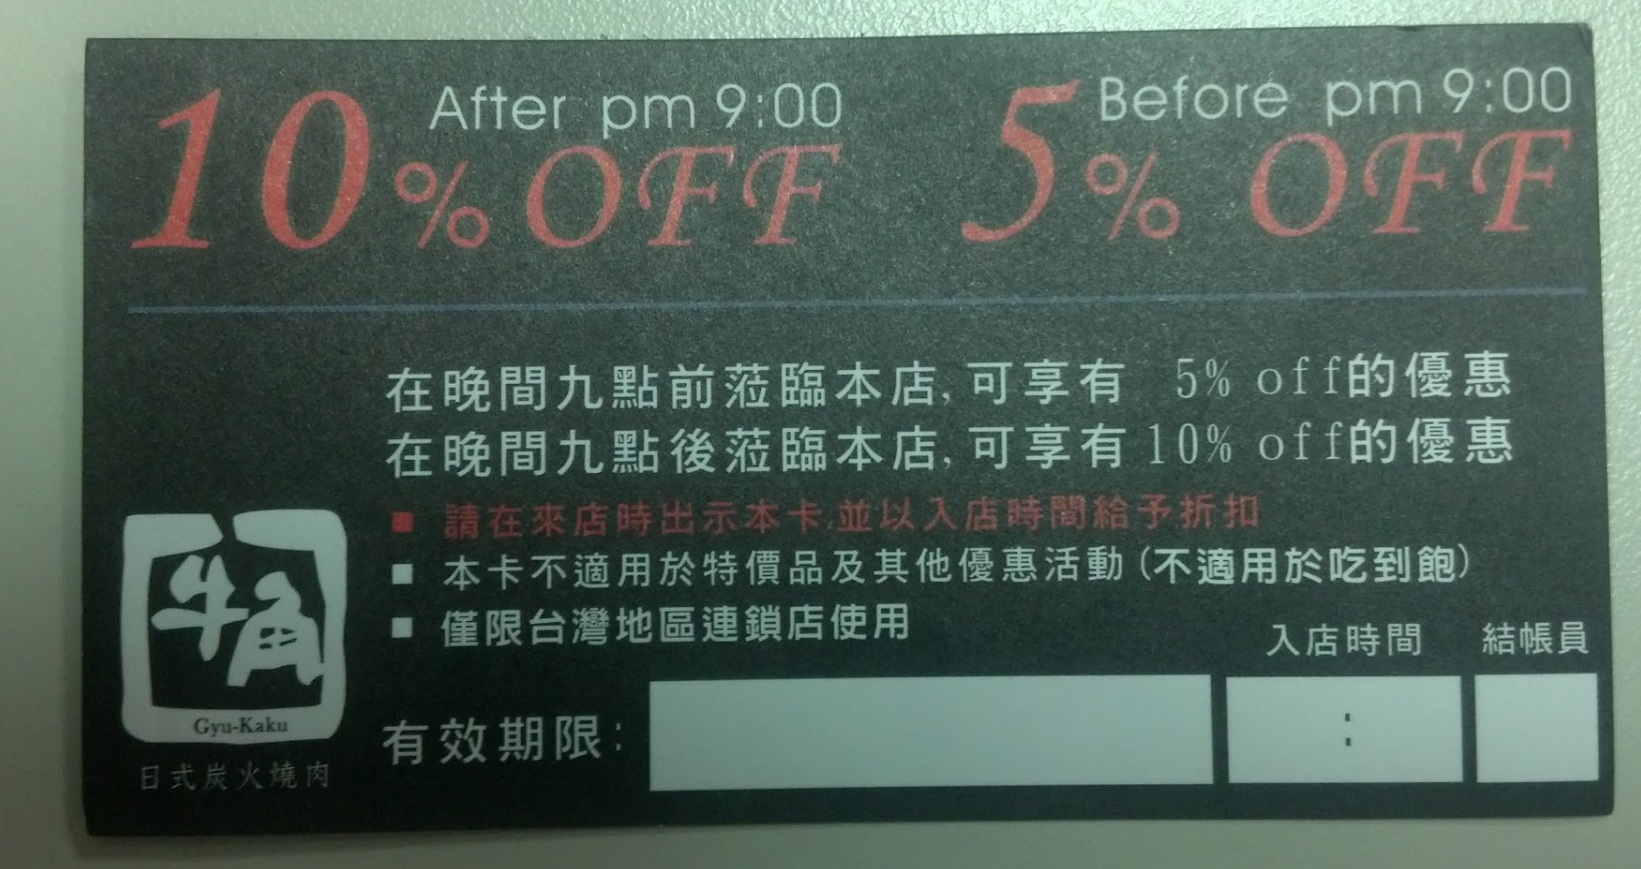 After pm 9:00
10% OFF
Before pm 9:00
5% OFF
在晚間九點前蒞臨本店,可享有 5% off的優惠
在晚間九點後蒞臨本店,可享有10% off的優惠
■ 請在來店時出示本卡,並以入店時間給予折扣
■ 本卡不適用於特價品及其他優惠活動(不適用於吃到飽)
■ 僅限台灣地區連鎖店使用
入店時間 結帳員
有效期限:
:
牛角
Gyu-Kaku
日式炭火燒肉